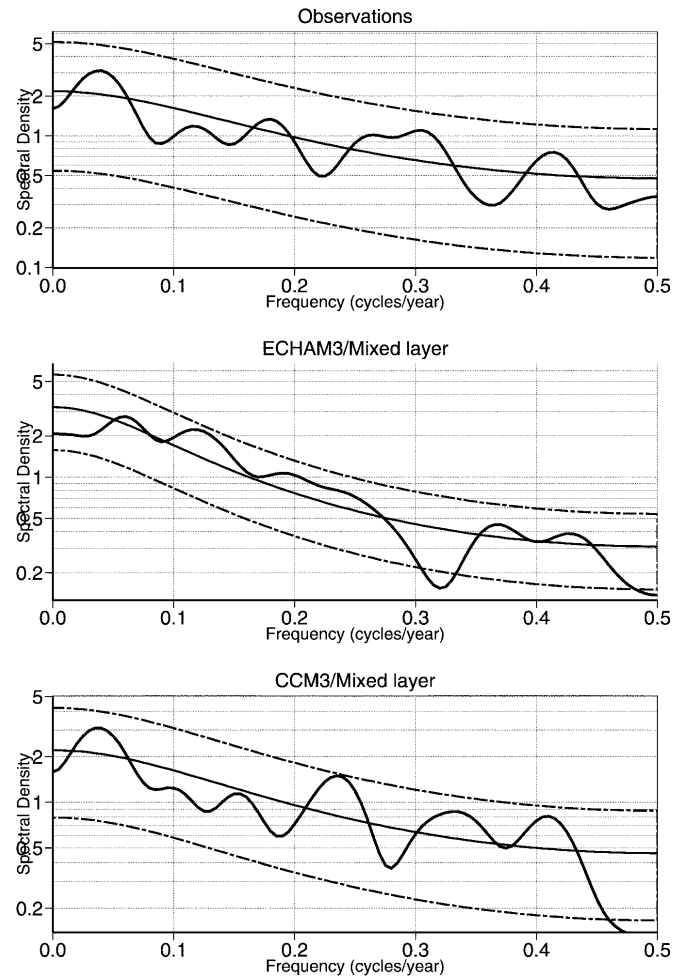 Observations
5
2
1
0.5
0.2
0.1
Spectral Density
0.0 0.1 0.2 0.3 0.4 0.5
Frequency (cycles/year)
ECHAM3/Mixed layer
5
2
1
0.5
0.2
Spectral Density
0.0 0.1 0.2 0.3 0.4 0.5
Frequency (cycles/year)
CCM3/Mixed layer
5
2
1
0.5
0.2
Spectral Density
0.0 0.1 0.2 0.3 0.4 0.5
Frequency (cycles/year)